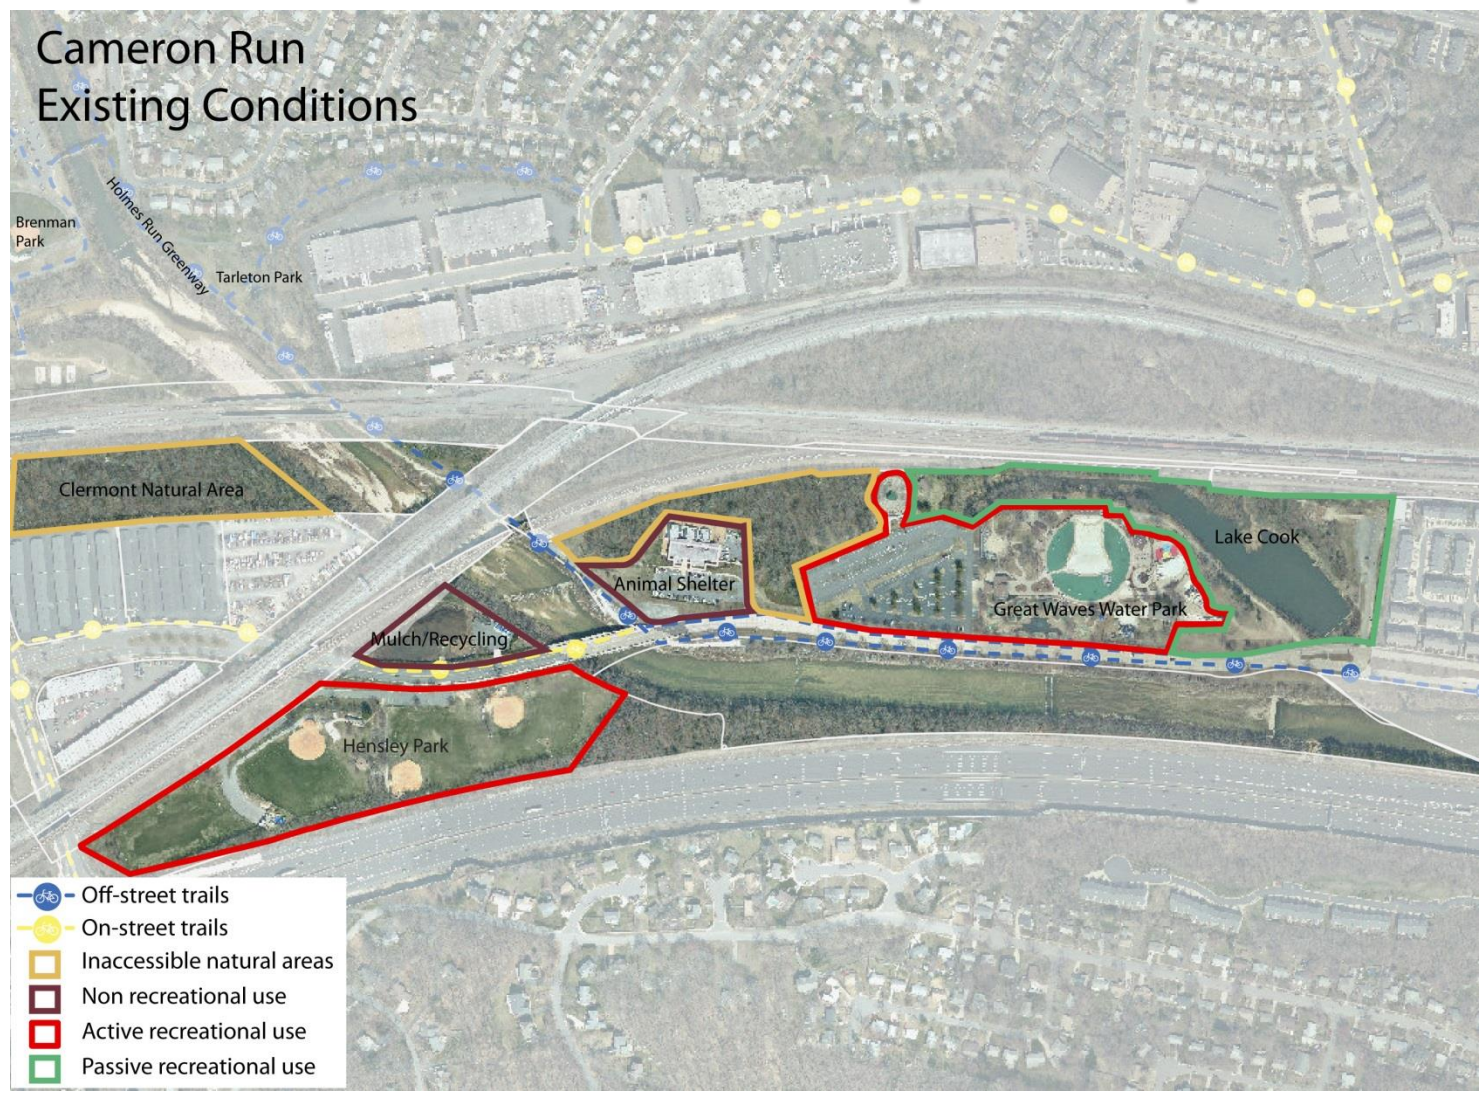 Cameron Run
Existing Conditions
Brenman
Park
Holmes Run Greenway
Tarleton Park
Clermont Natural Area
Lake Cook
Animal Shelter
Great Waves Water Park
Mulch/Recycling
Hensley Park
Off-street trails
On-street trails
Inaccessible natural areas
Non recreational use
Active recreational use
Passive recreational use